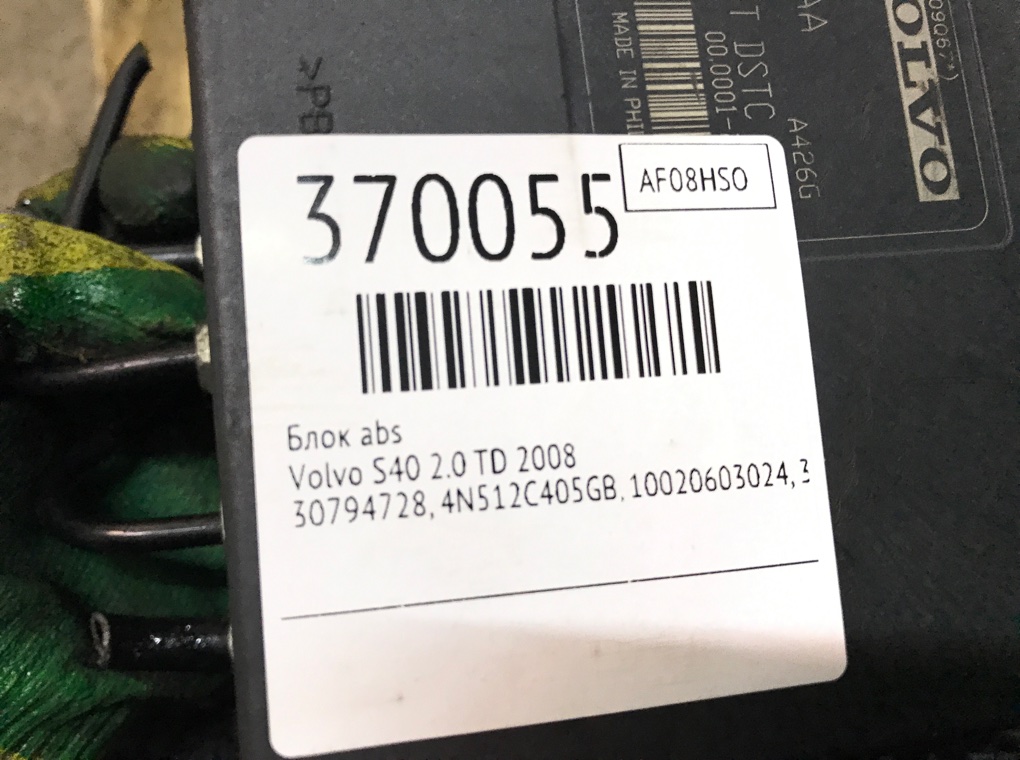 370055
AF08HSO
Блок abs
Volvo S40 2.0 TD 2008
30794728, 4N512C405GB, 10020603024, 3
VOLVO
A426G
DSTC
00.0001-
MADE IN
>PB